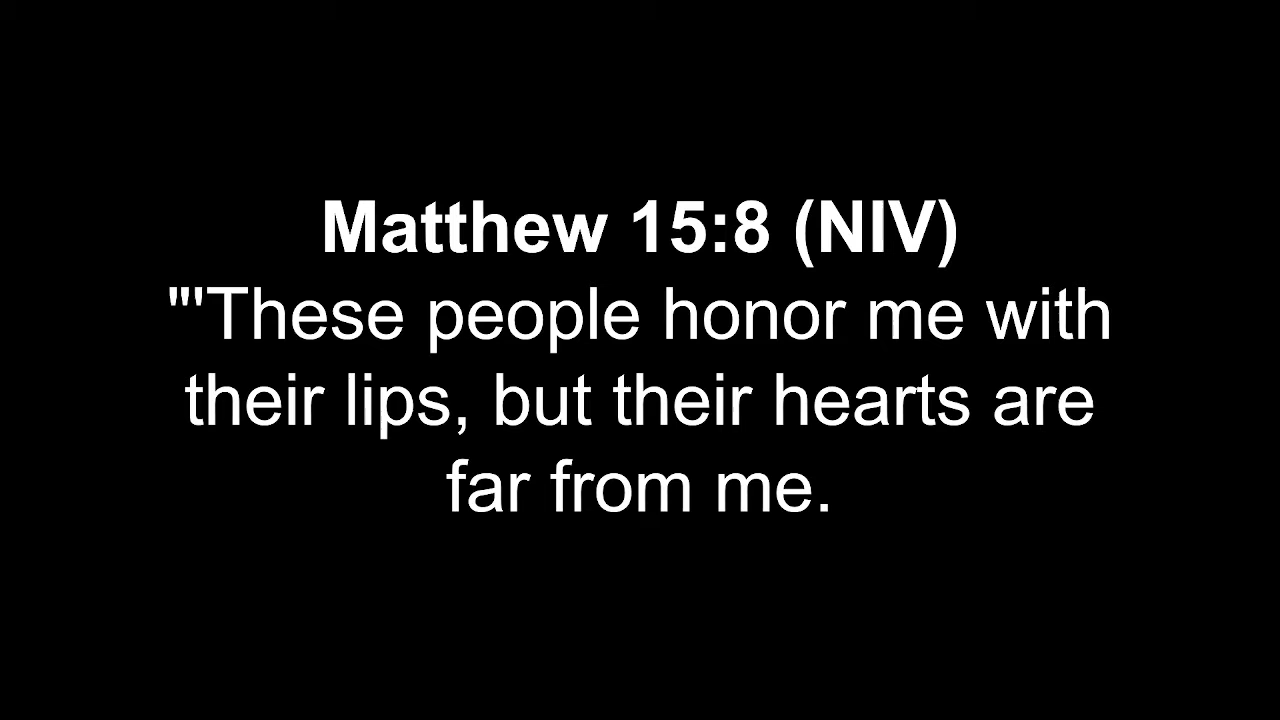 Matthew 15:8 (NIV)
"'These people honor me with
their lips, but their hearts are
far from me.